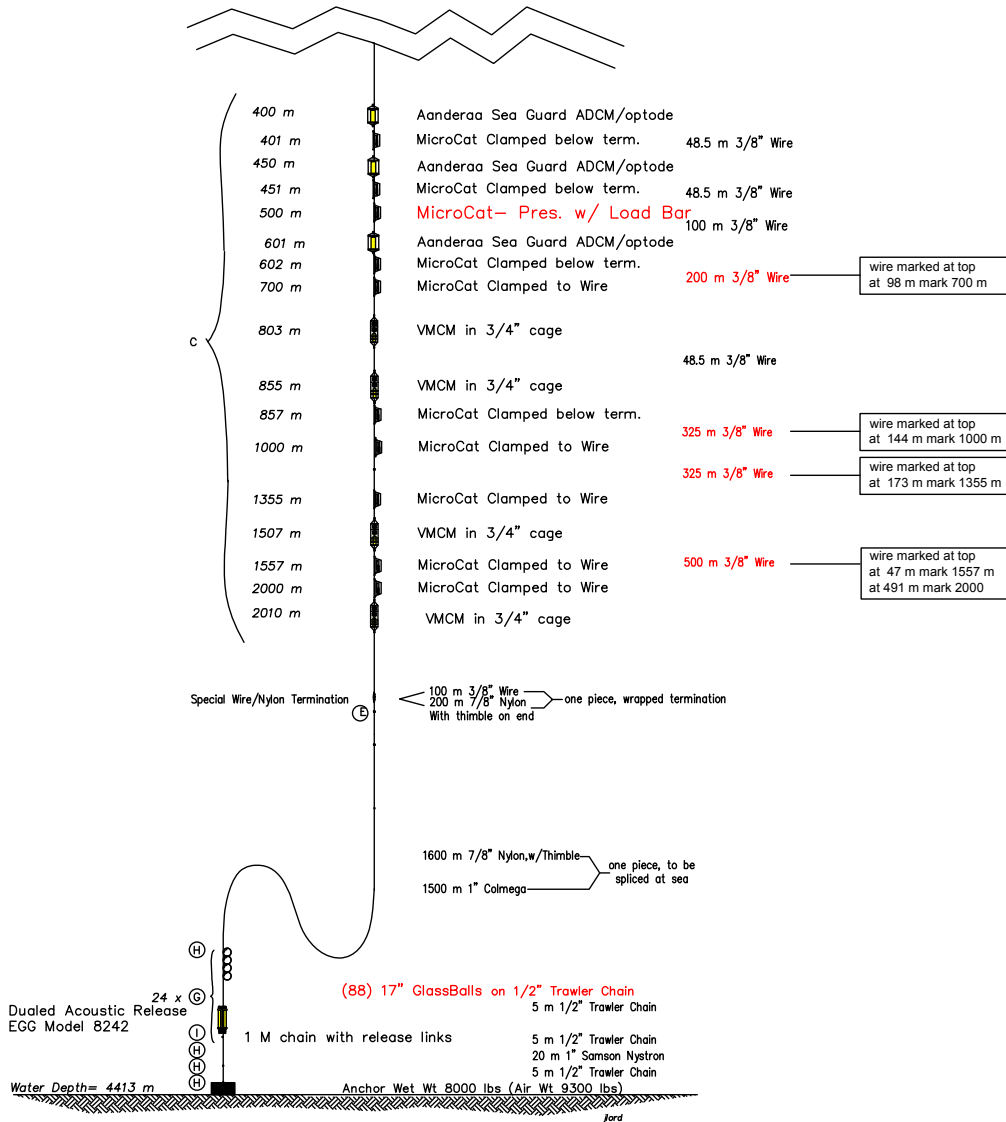 400 m Aanderaa Sea Guard ADCM/optode
401 m MicroCat Clamped below term. 48.5 m 3/8" Wire
450 m Aanderaa Sea Guard ADCM/optode
451 m MicroCat Clamped below term. 48.5 m 3/8" Wire
500 m MicroCat- Pres. w/ Load Bar
100 m 3/8" Wire
601 m Aanderaa Sea Guard ADCM/optode
602 m MicroCat Clamped below term.
200 m 3/8" Wire
wire marked at top
at 98 m mark 700 m
700 m MicroCat Clamped to Wire
803 m VMCM in 3/4" cage
C
48.5 m 3/8" Wire
855 m VMCM in 3/4" cage
857 m MicroCat Clamped below term.
325 m 3/8" Wire
wire marked at top
at 144 m mark 1000 m
1000 m MicroCat Clamped to Wire
325 m 3/8" Wire
wire marked at top
at 173 m mark 1355 m
1355 m MicroCat Clamped to Wire
1507 m VMCM in 3/4" cage
1557 m MicroCat Clamped to Wire
500 m 3/8" Wire
wire marked at top
at 47 m mark 1557 m
at 491 m mark 2000
2000 m MicroCat Clamped to Wire
2010 m VMCM in 3/4" cage
Special Wire/Nylon Termination
E
100 m 3/8" Wire
200 m 7/8" Nylon
With thimble on end
one piece, wrapped termination
1600 m 7/8" Nylon,w/Thimble
1500 m 1" Colmega
one piece, to be
spliced at sea
H
24 x G
(88) 17" GlassBalls on 1/2" Trawler Chain
5 m 1/2" Trawler Chain
Dualed Acoustic Release
EGG Model 8242
I
1 M chain with release links
5 m 1/2" Trawler Chain
H
20 m 1" Samson Nystron
H
5 m 1/2" Trawler Chain
H
Water Depth= 4413 m
Anchor Wet Wt 8000 lbs (Air Wt 9300 lbs)
jlord